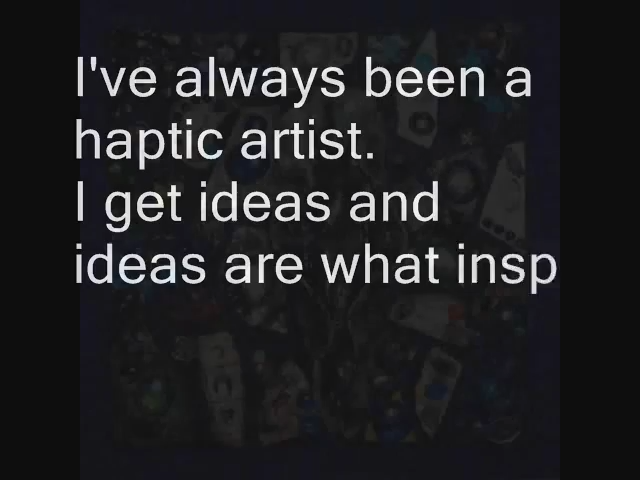 I've always been a
haptic artist.
I get ideas and
ideas are what insp